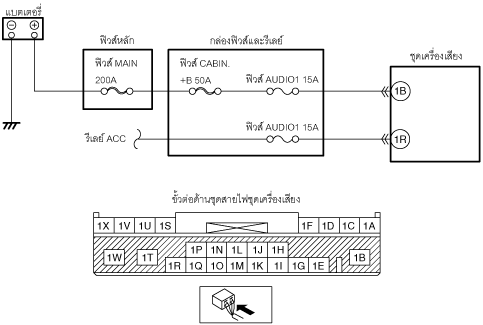 แบตเตอรี่
ฟิวส์หลัก
กล่องฟิวส์และรีเลย์
ชุดเครื่องเสียง
ฟิวส์ MAIN
200A
ฟิวส์ CABIN.
+B 50A
ฟิวส์ AUDIO1 15A
1B
รีเลย์ ACC
ฟิวส์ AUDIO1 15A
1R
ขั้วต่อด้านชุดสายไฟชุดเครื่องเสียง
1X 1V 1U 1S 1F 1D 1C 1A
1W 1T 1P 1N 1L 1J 1H 1B
1R 1Q 1O 1M 1K 1I 1G 1E